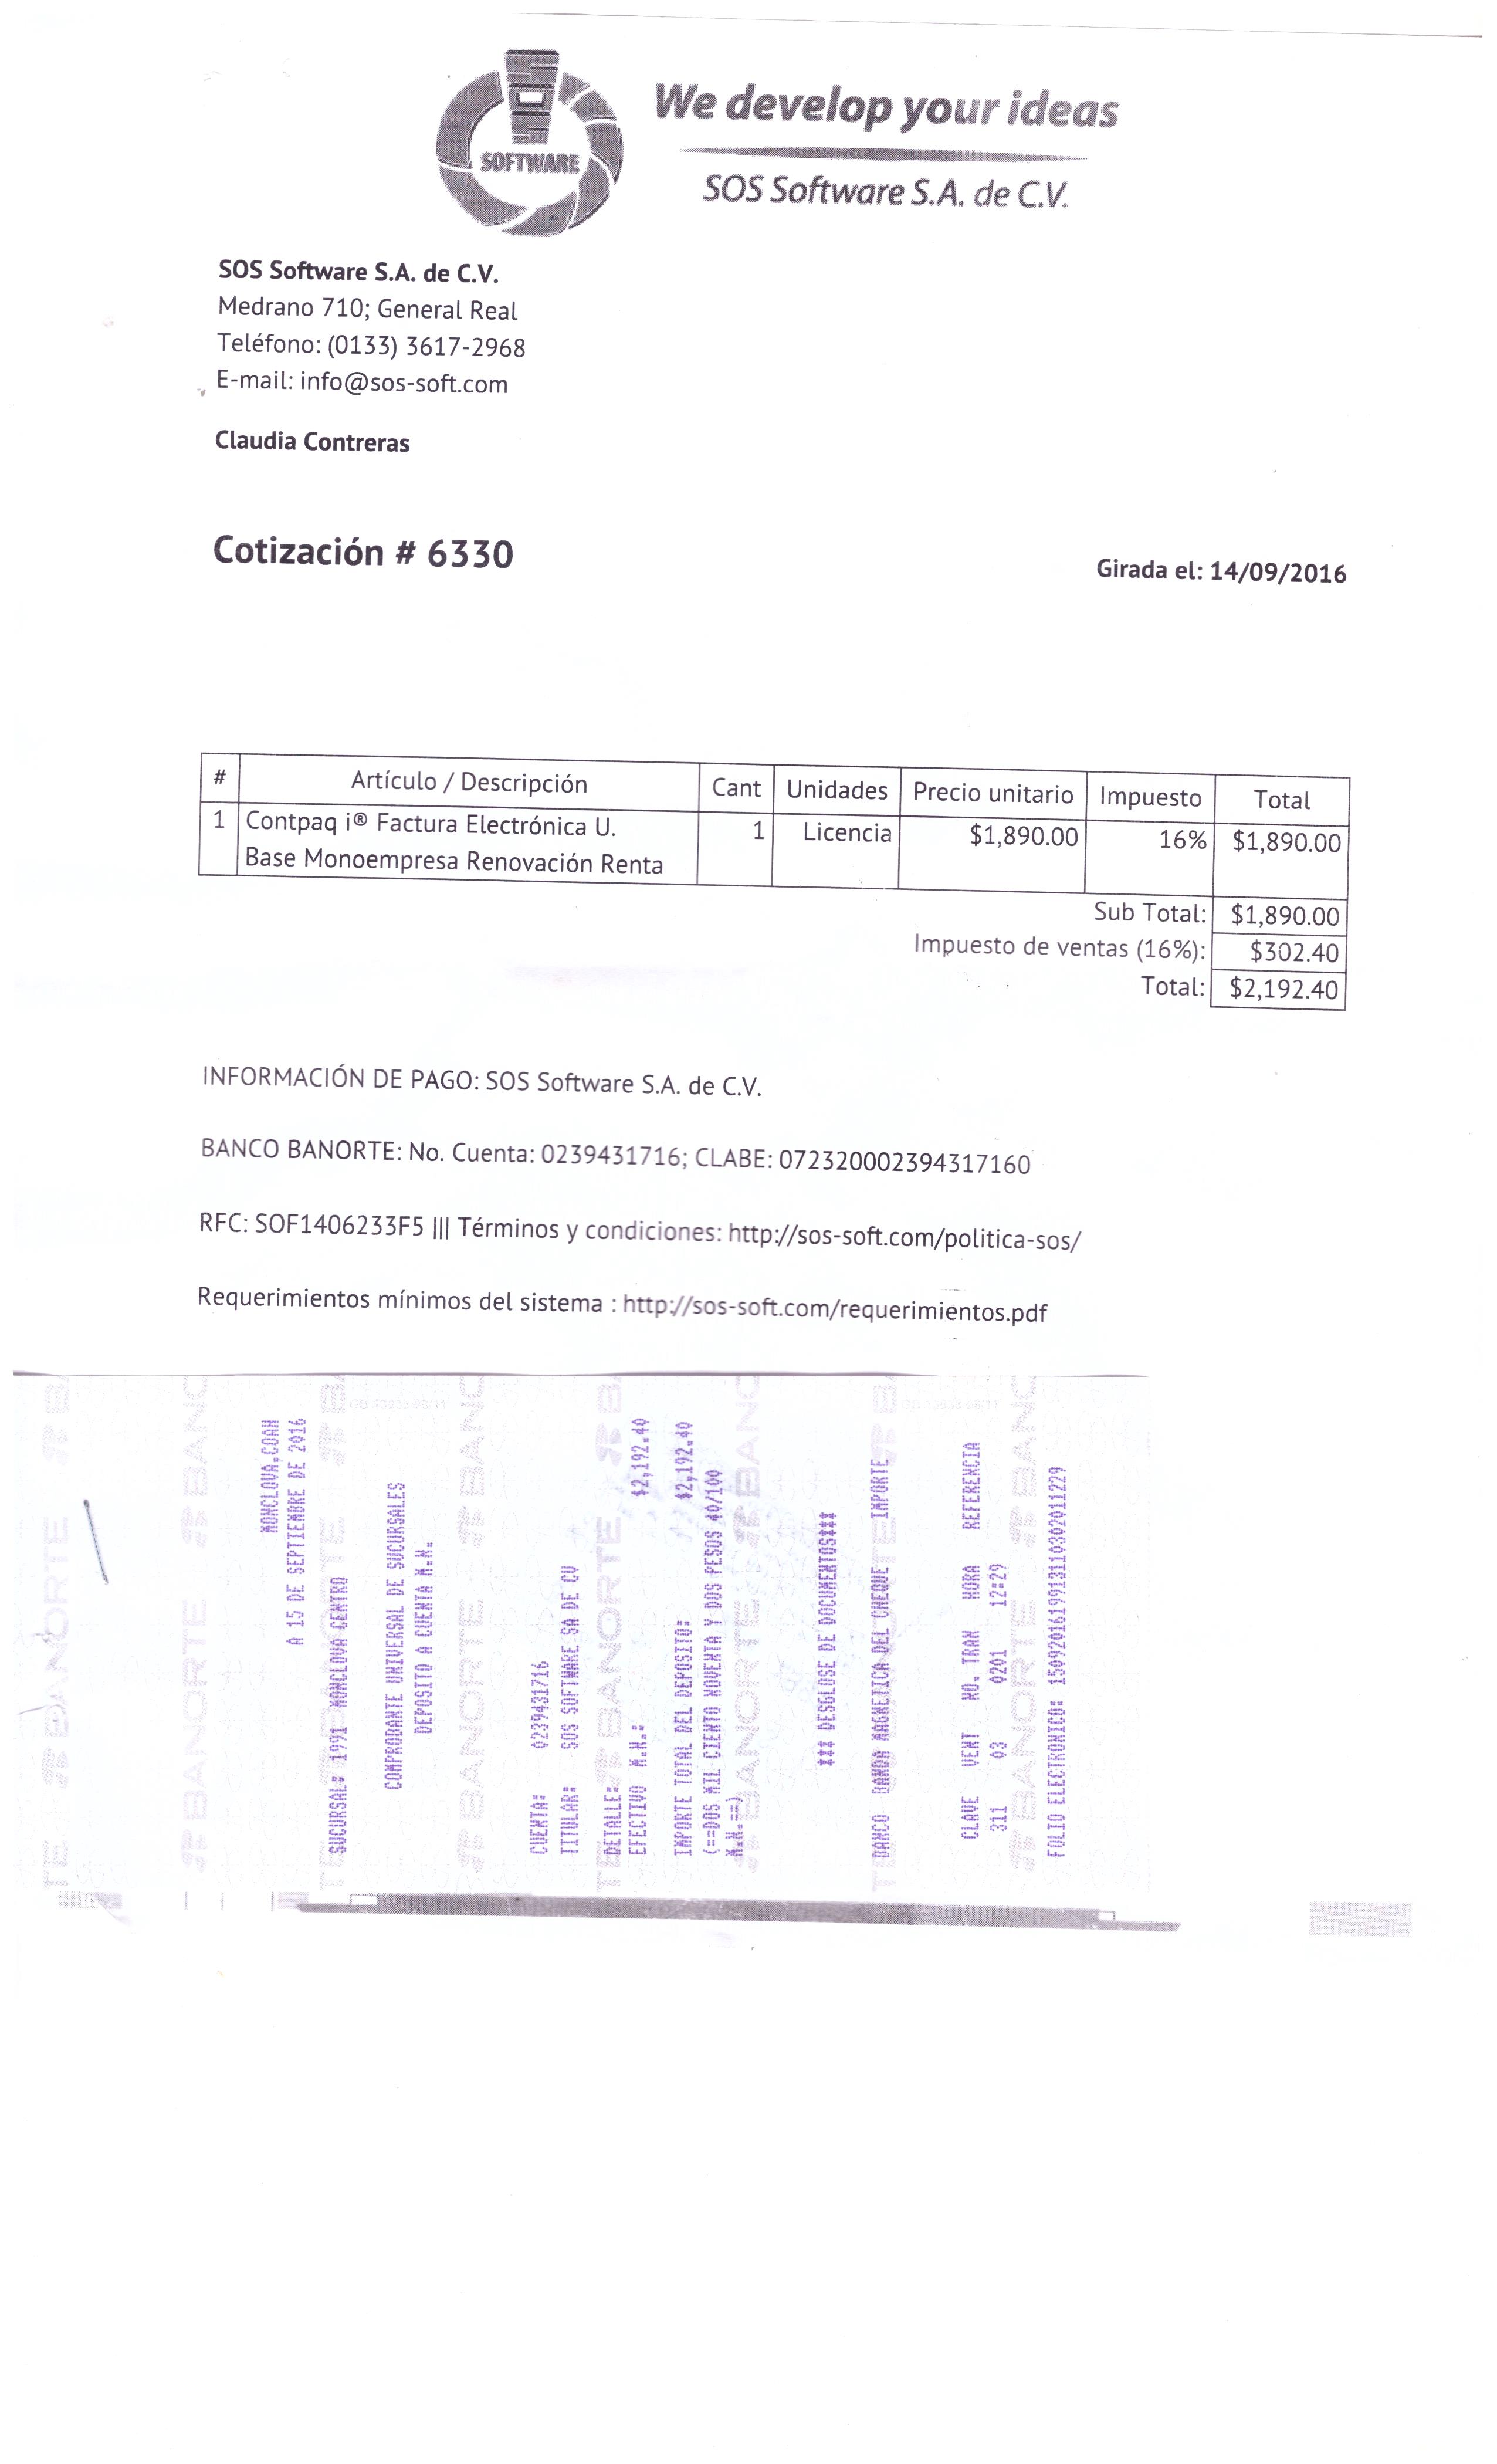 SOS
SOFTWARE
We develop your ideas
SOS Software S.A. de C.V.
SOS Software S.A. de C.V.
Medrano 710; General Real
Teléfono: (0133) 3617-2968
E-mail: info@sos-soft.com
Claudia Contreras
Cotización # 6330
Girada el: 14/09/2016
# Artículo / Descripción Cant Unidades Precio unitario Impuesto Total
1 Contpaq i® Factura Electrónica U. 1 Licencia $1,890.00 16% $1,890.00
Base Monoempresa Renovación Renta
Sub Total: $1,890.00
Impuesto de ventas (16%): $302.40
Total: $2,192.40
INFORMACIÓN DE PAGO: SOS Software S.A. de C.V.
BANCO BANORTE: No. Cuenta: 0239431716; CLABE: 072320002394317160
RFC: SOF1406233F5 ||| Términos y condiciones: http://sos-soft.com/politica-sos/
Requerimientos mínimos del sistema : http://sos-soft.com/requerimientos.pdf
BANORTE
MONCLOVA,COAH
A 15 DE SEPTIEMBRE DE 2016
SUCURSAL: 1991 MONCLOVA CENTRO
COMPROBANTE UNIVERSAL DE SUCURSALES
DEPOSITO A CUENTA M.N.
CUENTA: 0239431716
TITULAR: SOS SOFTWARE SA DE CV
DETALLE:
EFECTIVO M.N.: $2,192.40
IMPORTE TOTAL DEL DEPOSITO: $2,192.40
(==DOS MIL CIENTO NOVENTA Y DOS PESOS 40/100
M.N.==)
*** DESGLOSE DE DOCUMENTOS***
BANCO BANDA MAGNETICA DEL CHEQUE IMPORTE
CLAVE VENT NO. TRAN HORA REFERENCIA
311 03 0201 12:29
FOLIO ELECTRONICO: 1509201619913110302011229